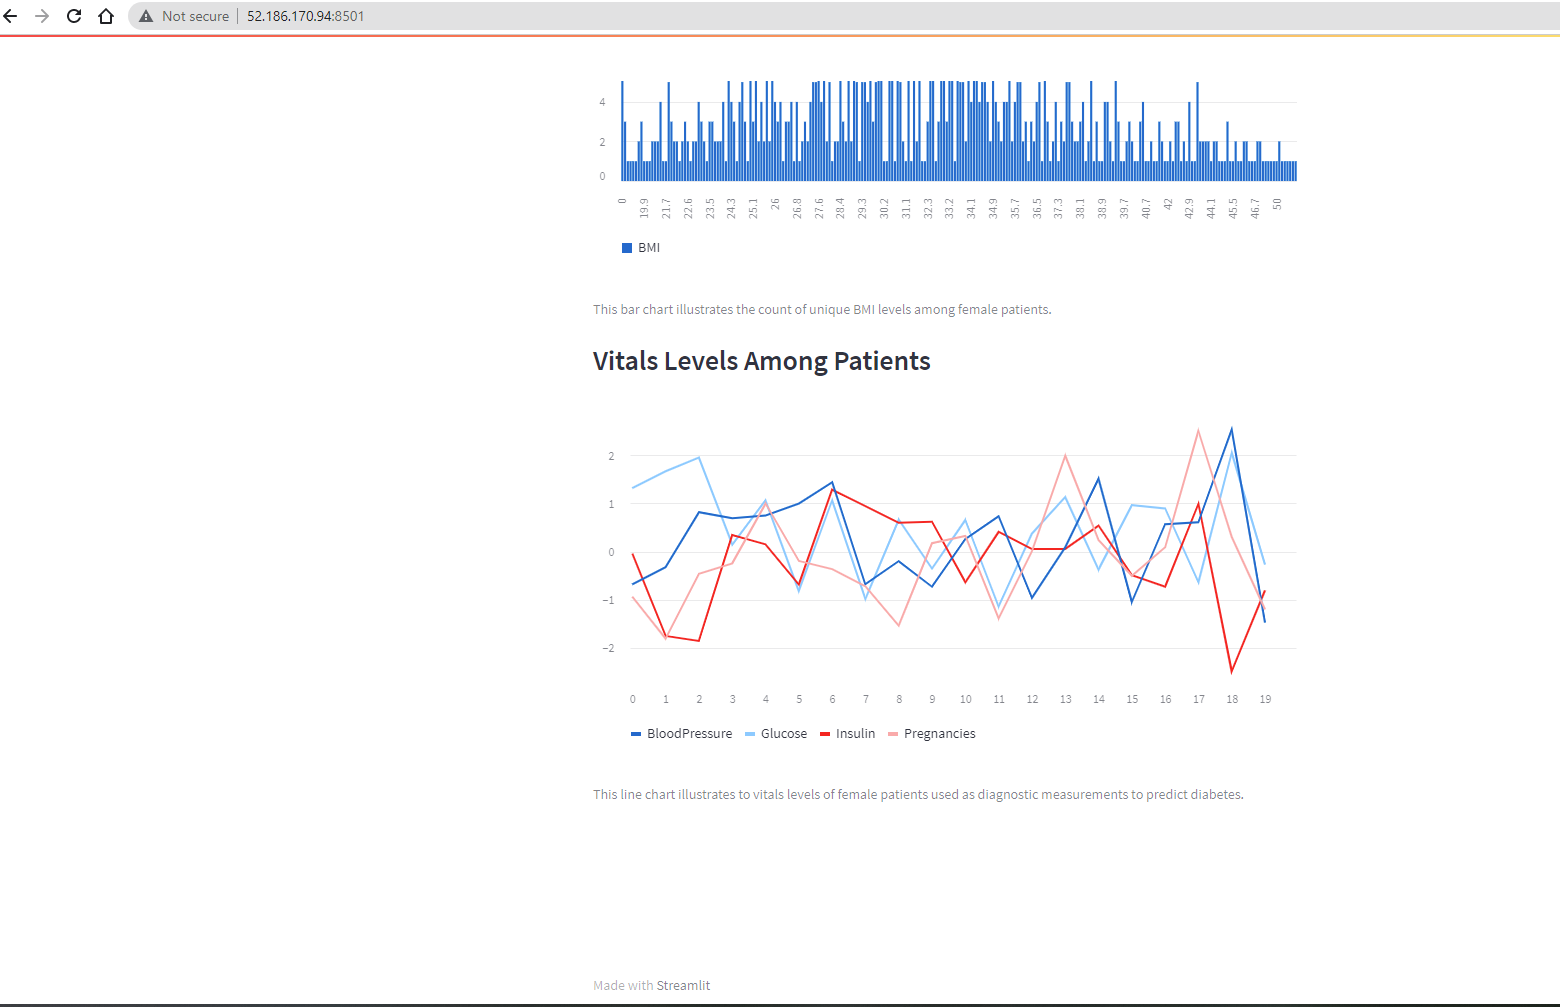 Not secure 52.186.170.94:8501
4
2
0
0 19.9 21.7 22.6 23.5 24.3 25.1 26 26.8 27.6 28.4 29.3 30.2 31.1 32.3 33.2 34.1 34.9 35.7 36.5 37.3 38.1 38.9 39.7 40.7 42 42.9 44.1 45.5 46.7 50
BMI
This bar chart illustrates the count of unique BMI levels among female patients.
Vitals Levels Among Patients
2
1
0
−1
−2
0 1 2 3 4 5 6 7 8 9 10 11 12 13 14 15 16 17 18 19
BloodPressure Glucose Insulin Pregnancies
This line chart illustrates to vitals levels of female patients used as diagnostic measurements to predict diabetes.
Made with Streamlit